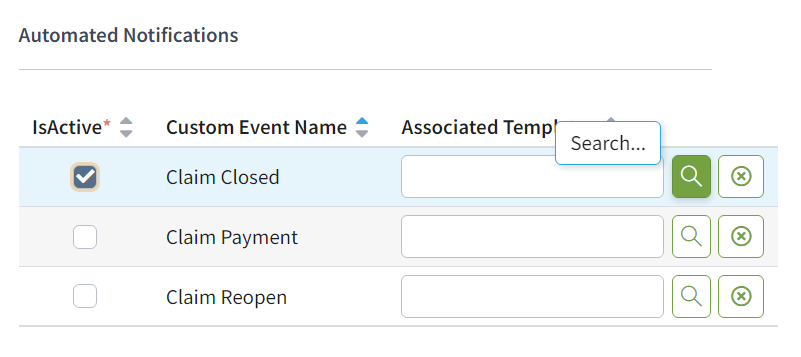 Automated Notifications
IsActive* Custom Event Name Associated Templ
Search...
Claim Closed
Claim Payment
Claim Reopen